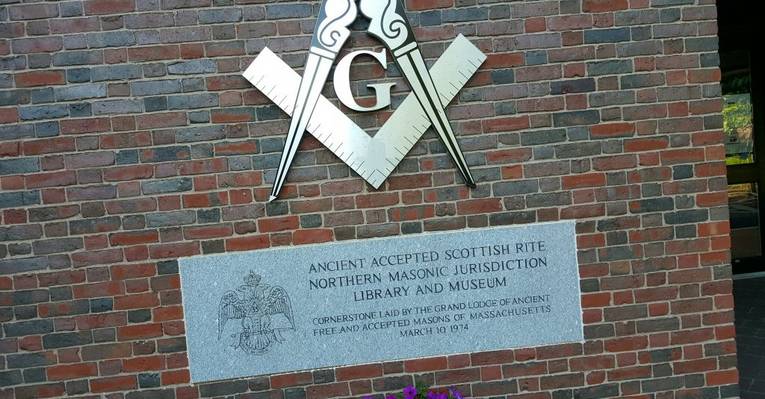 G
ANCIENT ACCEPTED SCOTTISH RITE
NORTHERN MASONIC JURISDICTION
LIBRARY AND MUSEUM
CORNERSTONE LAID BY THE GRAND LODGE OF ANCIENT
FREE AND ACCEPTED MASONS OF MASSACHUSETTS
MARCH 10, 1974